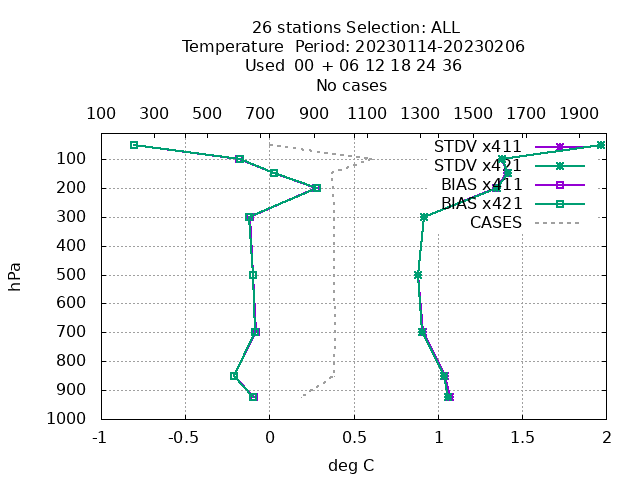 26 stations Selection: ALL
Temperature  Period: 20230114-20230206
Used  00 + 06 12 18 24 36
No cases
100 300 500 700 900 1100 1300 1500 1700 1900
STDV x411
STDV x421
BIAS x411
BIAS x421
CASES
100
200
300
400
500
600
700
800
900
1000
hPa
-1 -0.5 0 0.5 1 1.5 2
deg C